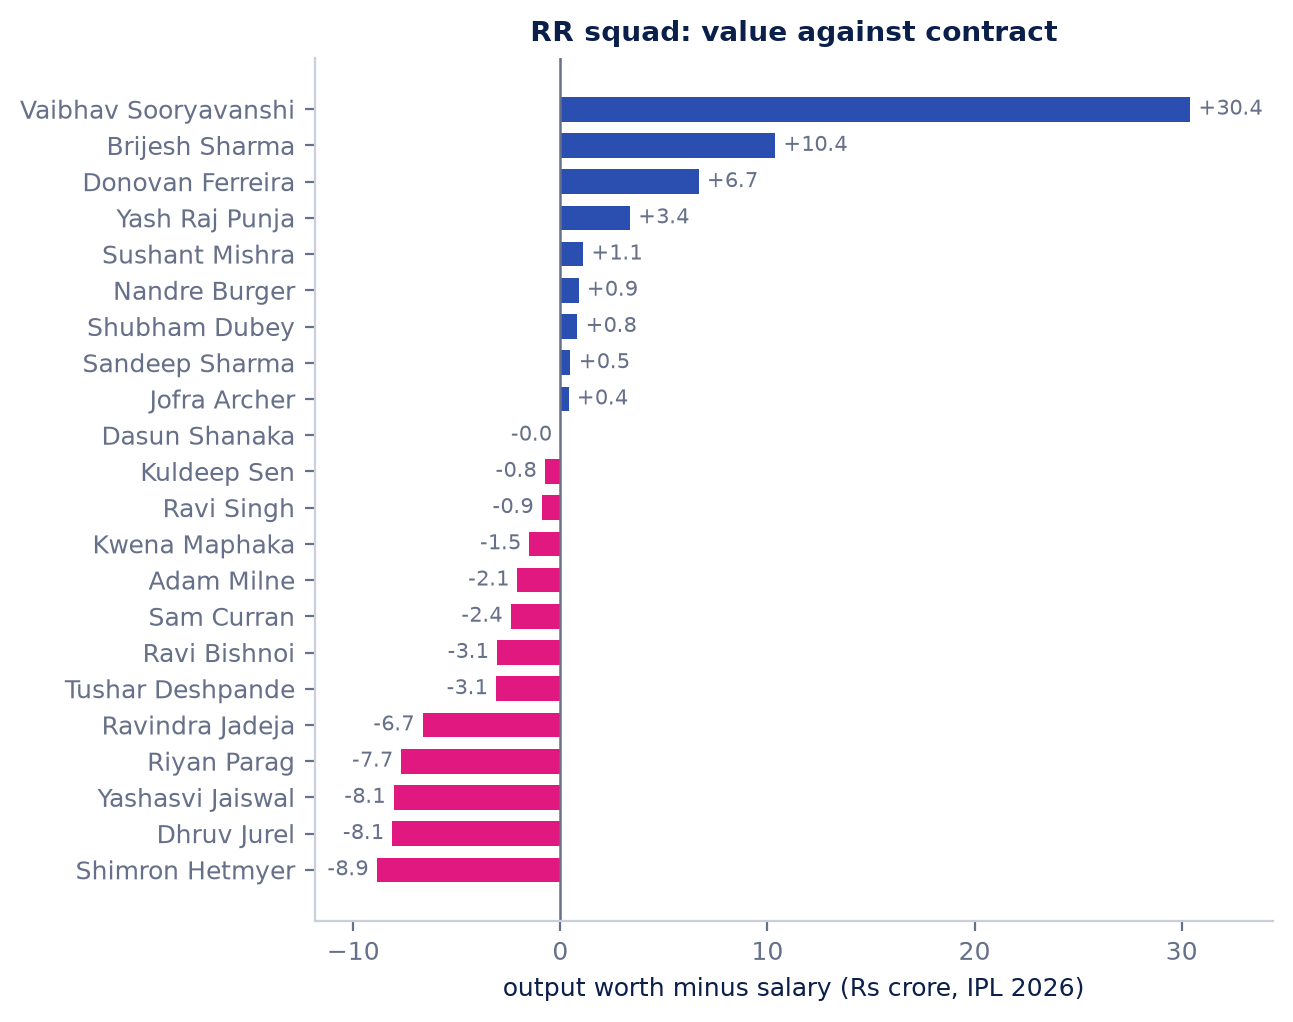 RR squad: value against contract
Vaibhav Sooryavanshi +30.4
Brijesh Sharma +10.4
Donovan Ferreira +6.7
Yash Raj Punja +3.4
Sushant Mishra +1.1
Nandre Burger +0.9
Shubham Dubey +0.8
Sandeep Sharma +0.5
Jofra Archer +0.4
Dasun Shanaka -0.0
Kuldeep Sen -0.8
Ravi Singh -0.9
Kwena Maphaka -1.5
Adam Milne -2.1
Sam Curran -2.4
Ravi Bishnoi -3.1
Tushar Deshpande -3.1
Ravindra Jadeja -6.7
Riyan Parag -7.7
Yashasvi Jaiswal -8.1
Dhruv Jurel -8.1
Shimron Hetmyer -8.9
−10 0 10 20 30
output worth minus salary (Rs crore, IPL 2026)